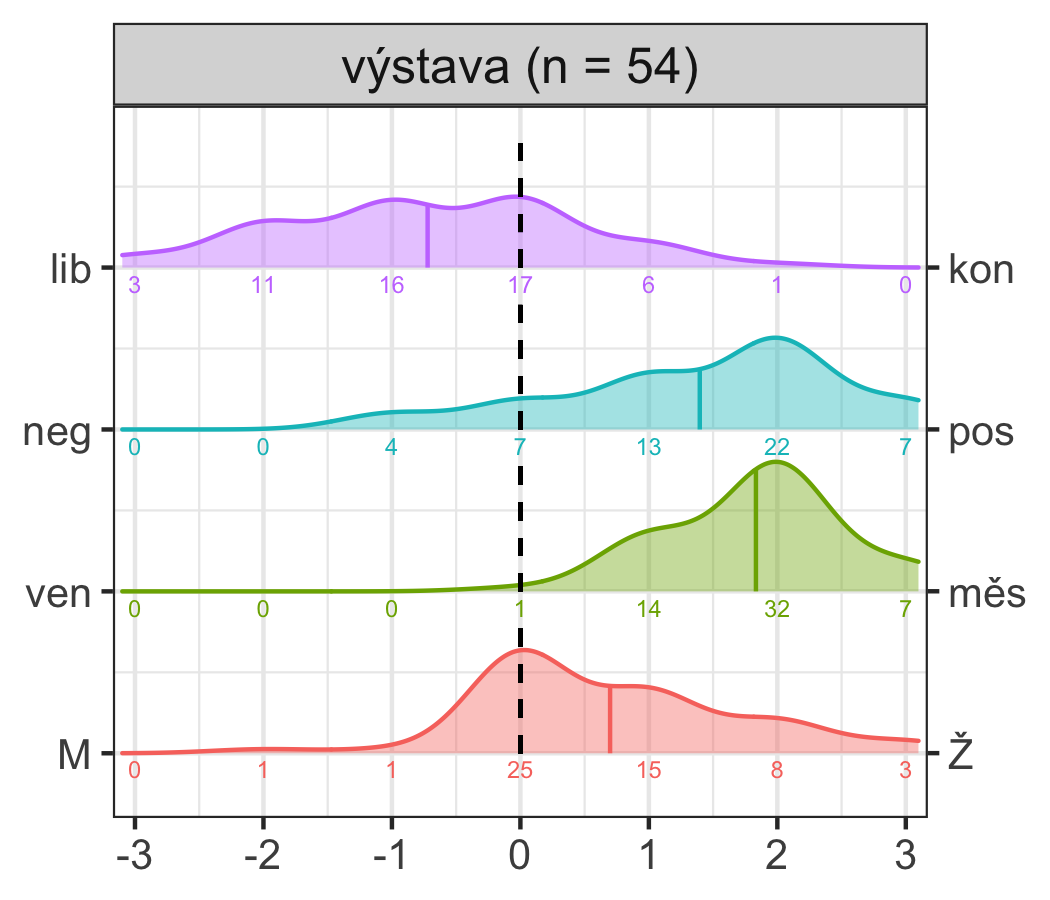 výstava (n = 54)
lib kon
3 11 16 17 6 1 0
neg pos
0 0 4 7 13 22 7
ven měs
0 0 0 1 14 32 7
M Ž
0 1 1 25 15 8 3
-3 -2 -1 0 1 2 3